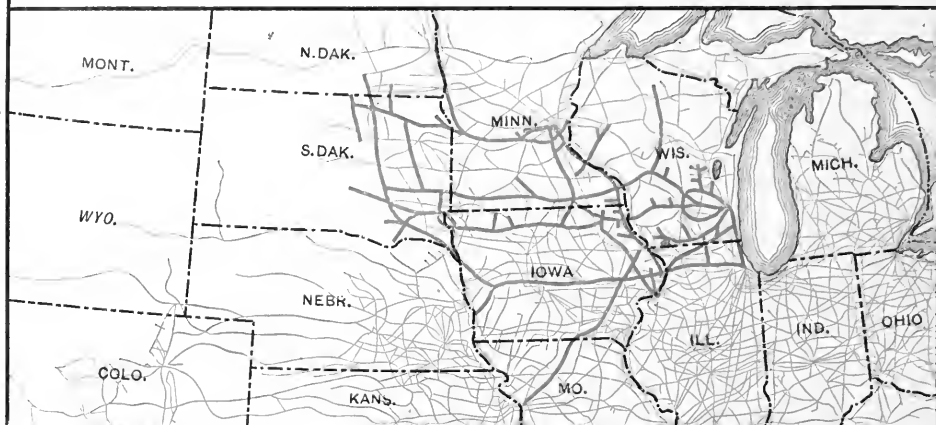 MONT.
N.DAK.
MINN.
S.DAK.
WIS.
MICH.
WYO.
IOWA
NEBR.
ILL.
IND.
OHIO
COLO.
KANS.
MO.